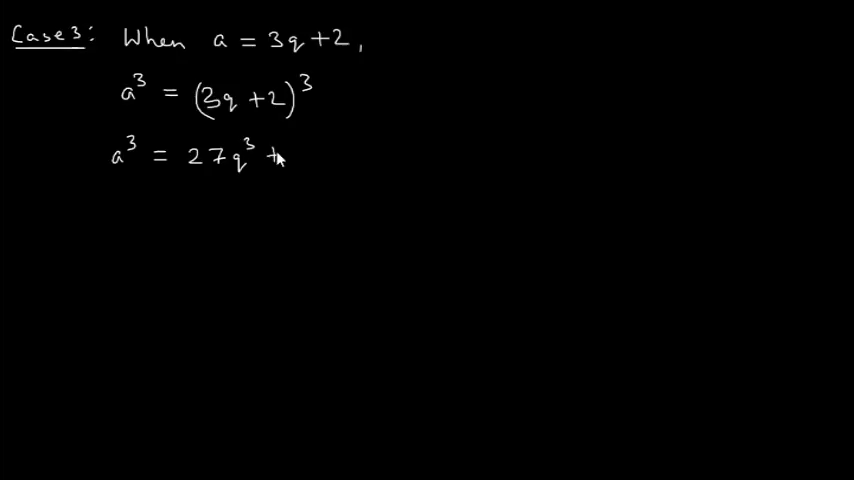 Case 3: When a = 3q + 2,
a³ = (3q + 2)³
a³ = 27q³ +